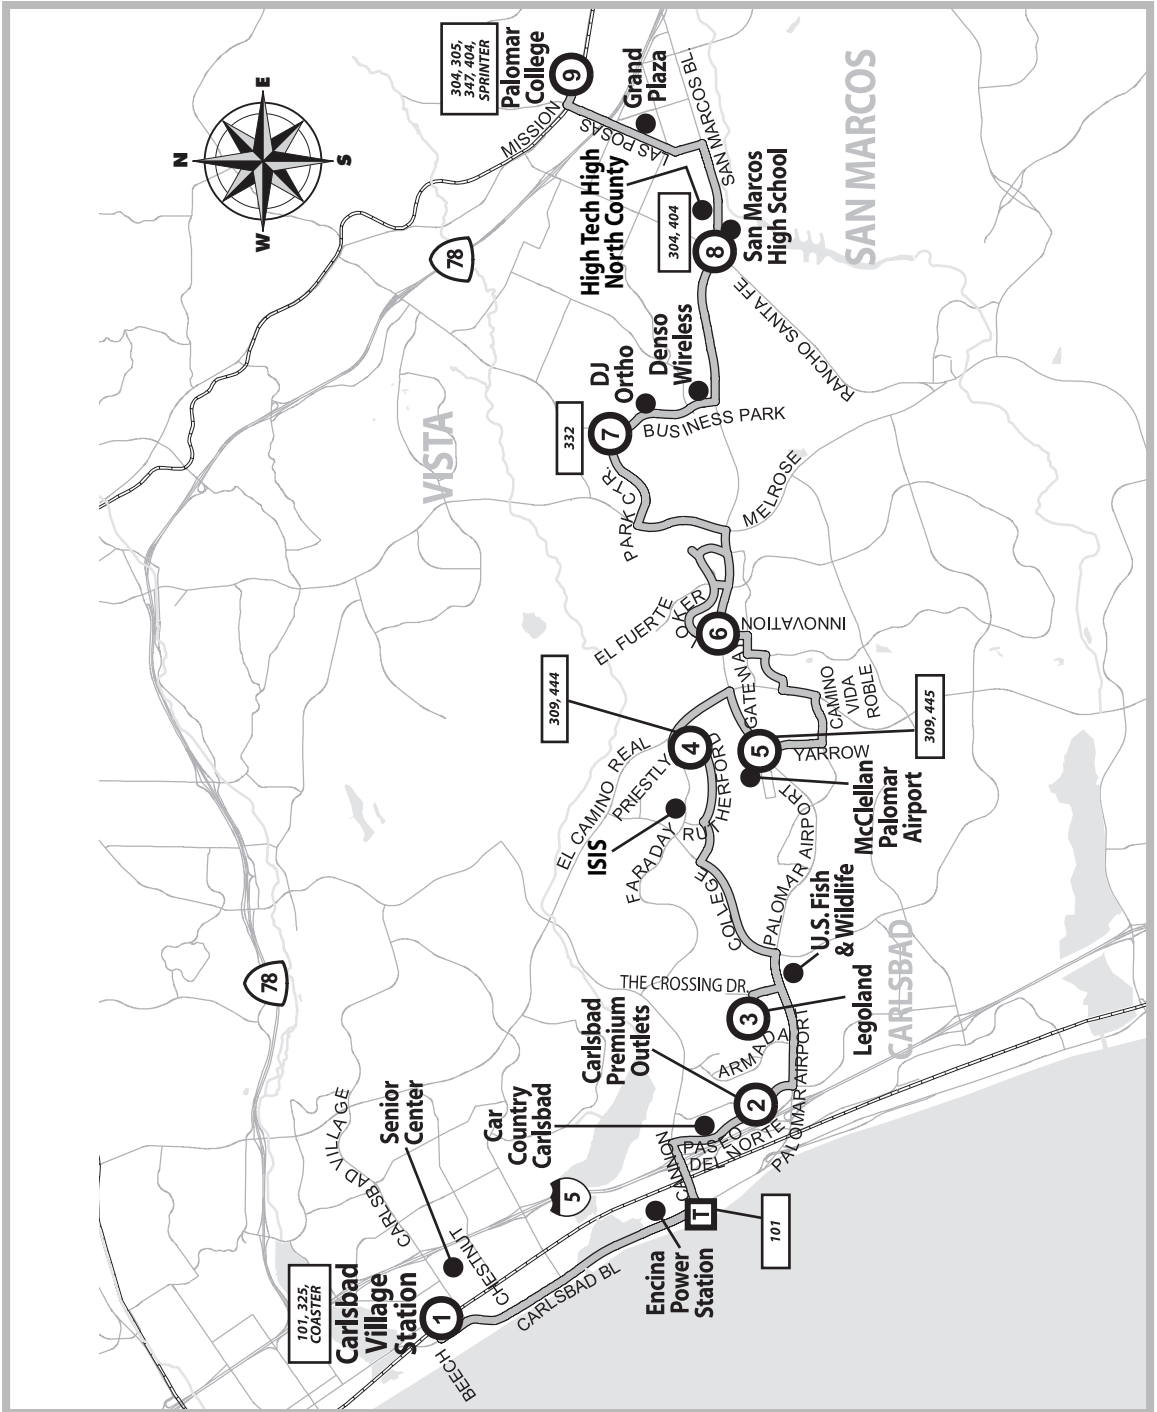 N
E
S
W
304, 305,
347, 404,
SPRINTER
Palomar
College
9
MISSION
LAS POSAS
Grand
Plaza
SAN MARCOS BL.
High Tech High
North County
304, 404
8
San Marcos
High School
SAN MARCOS
RANCHO SANTA FE
78
VISTA
Denso
Wireless
DJ
Ortho
332
7
BUSINESS PARK
PARK CTR.
MELROSE
EL FUERTE
OKER
6
INNOVATION
GATEWA
CAMINO
VIDA
ROBLE
309, 444
4
5
309, 445
YARROW
McClellan
Palomar
Airport
EL CAMINO REAL
PRIESTLY
RUTHERFORD
FARADAY
ISIS
COLLEGE
PALOMAR AIRPORT
U.S. Fish
& Wildlife
CARLSBAD
THE CROSSING DR.
3
Legoland
ARMADA
PALOMAR AIRPORT
Carlsbad
Premium
Outlets
2
Car
Country
Carlsbad
PASEO
DEL NORTE
CANNON
78
5
T
101
Encina
Power
Station
CARLSBAD VILLAGE
Senior
Center
CHESTNUT
CARLSBAD BL
101, 325,
COASTER
Carlsbad
Village
Station
1
BEECH